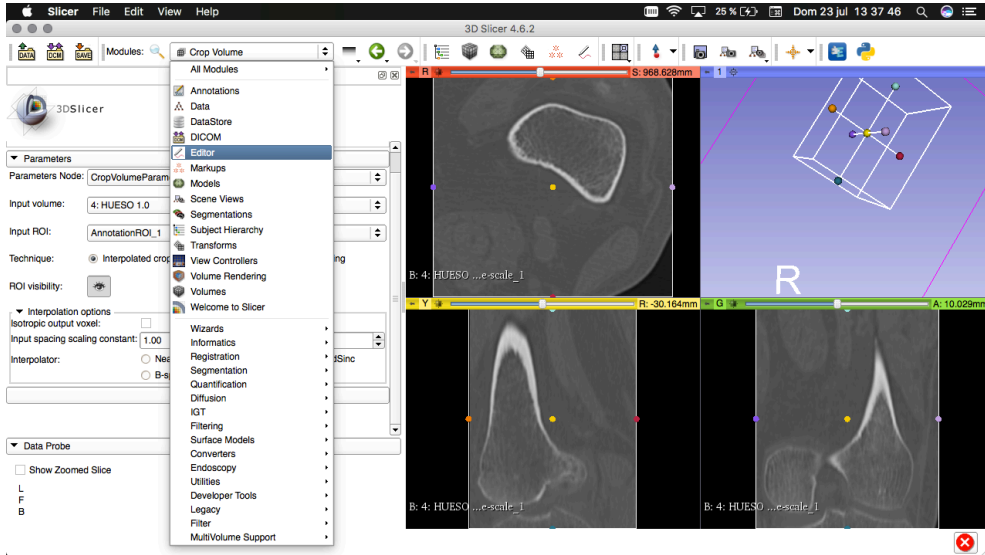 Slicer File Edit View Help 25 % Dom 23 jul 13 37 46
3D Slicer 4.6.2
DATA DCM SAVE Modules: Crop Volume
3DSlicer
Parameters
Parameters Node: CropVolumeParam
Input volume: 4: HUESO 1.0
Input ROI: AnnotationROI_1
Technique: Interpolated crop ng
ROI visibility:
Interpolation options
Isotropic output voxel:
Input spacing scaling constant: 1.00
Interpolator: Nea dSinc
B-s
Data Probe
Show Zoomed Slice
L
F
B
All Modules
Annotations
Data
DataStore
DICOM
Editor
Markups
Models
Scene Views
Segmentations
Subject Hierarchy
Transforms
View Controllers
Volume Rendering
Volumes
Welcome to Slicer
Wizards
Informatics
Registration
Segmentation
Quantification
Diffusion
IGT
Filtering
Surface Models
Converters
Endoscopy
Utilities
Developer Tools
Legacy
Filter
MultiVolume Support
R S: 968.628mm
B: 4: HUESO ...e-scale_1
1
R
Y R: -30.164mm
B: 4: HUESO ...e-scale_1
G A: 10.029mm
B: 4: HUESO ...e-scale_1